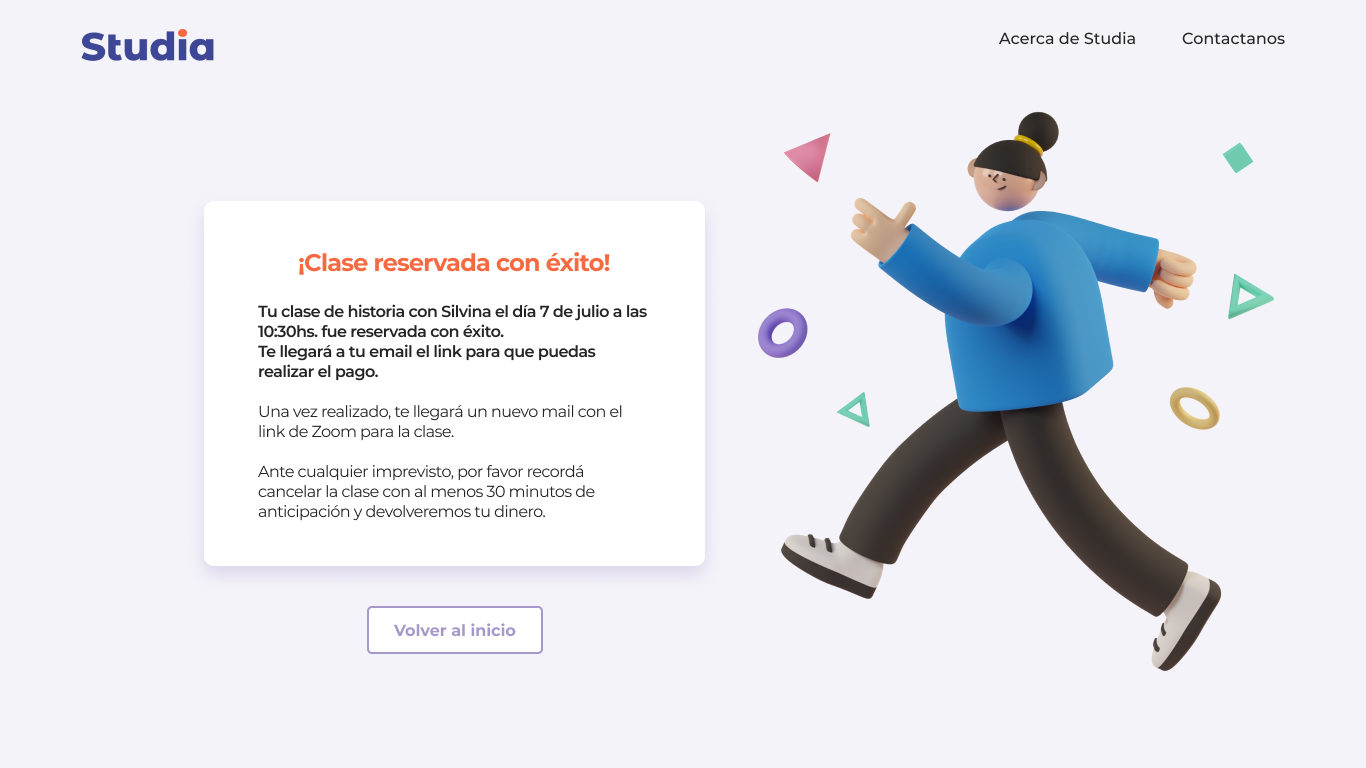 Studia
Acerca de Studia
Contactanos
¡Clase reservada con éxito!
Tu clase de historia con Silvina el día 7 de julio a las
10:30hs. fue reservada con éxito.
Te llegará a tu email el link para que puedas
realizar el pago.
Una vez realizado, te llegará un nuevo mail con el
link de Zoom para la clase.
Ante cualquier imprevisto, por favor recordá
cancelar la clase con al menos 30 minutos de
anticipación y devolveremos tu dinero.
Volver al inicio